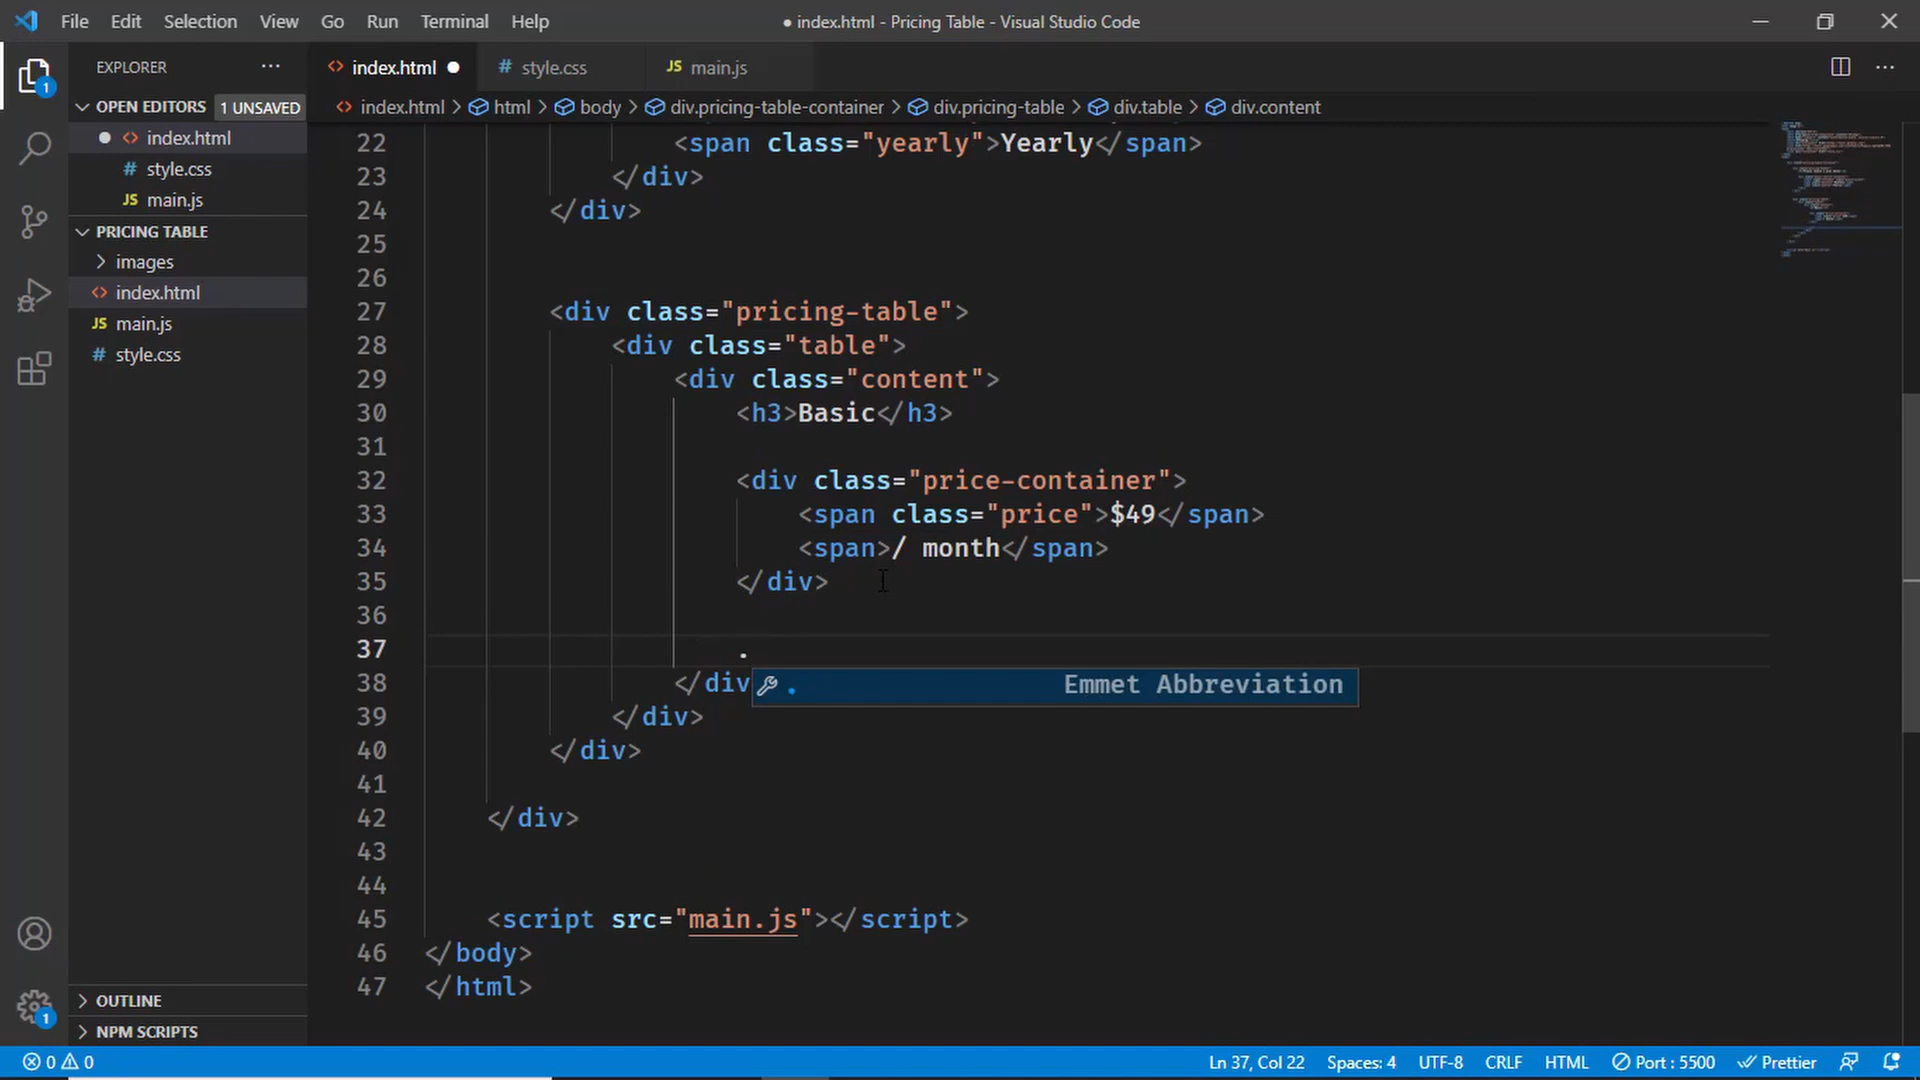 File Edit Selection View Go Run Terminal Help
● index.html - Pricing Table - Visual Studio Code
EXPLORER
index.html
# style.css
JS main.js
index.html > html > body > div.pricing-table-container > div.pricing-table > div.table > div.content
OPEN EDITORS 1 UNSAVED
index.html
# style.css
JS main.js
PRICING TABLE
images
index.html
JS main.js
# style.css
OUTLINE
NPM SCRIPTS
1
1
22 <span class="yearly">Yearly</span>
23 </div>
24 </div>
25
26
27 <div class="pricing-table">
28 <div class="table">
29 <div class="content">
30 <h3>Basic</h3>
31
32 <div class="price-container">
33 <span class="price">$49</span>
34 <span>/ month</span>
35 </div>
36
37 .
38 </div
. Emmet Abbreviation
39 </div>
40 </div>
41
42 </div>
43
44
45 <script src="main.js"></script>
46 </body>
47 </html>
0 0 Ln 37, Col 22 Spaces: 4 UTF-8 CRLF HTML Port : 5500 Prettier